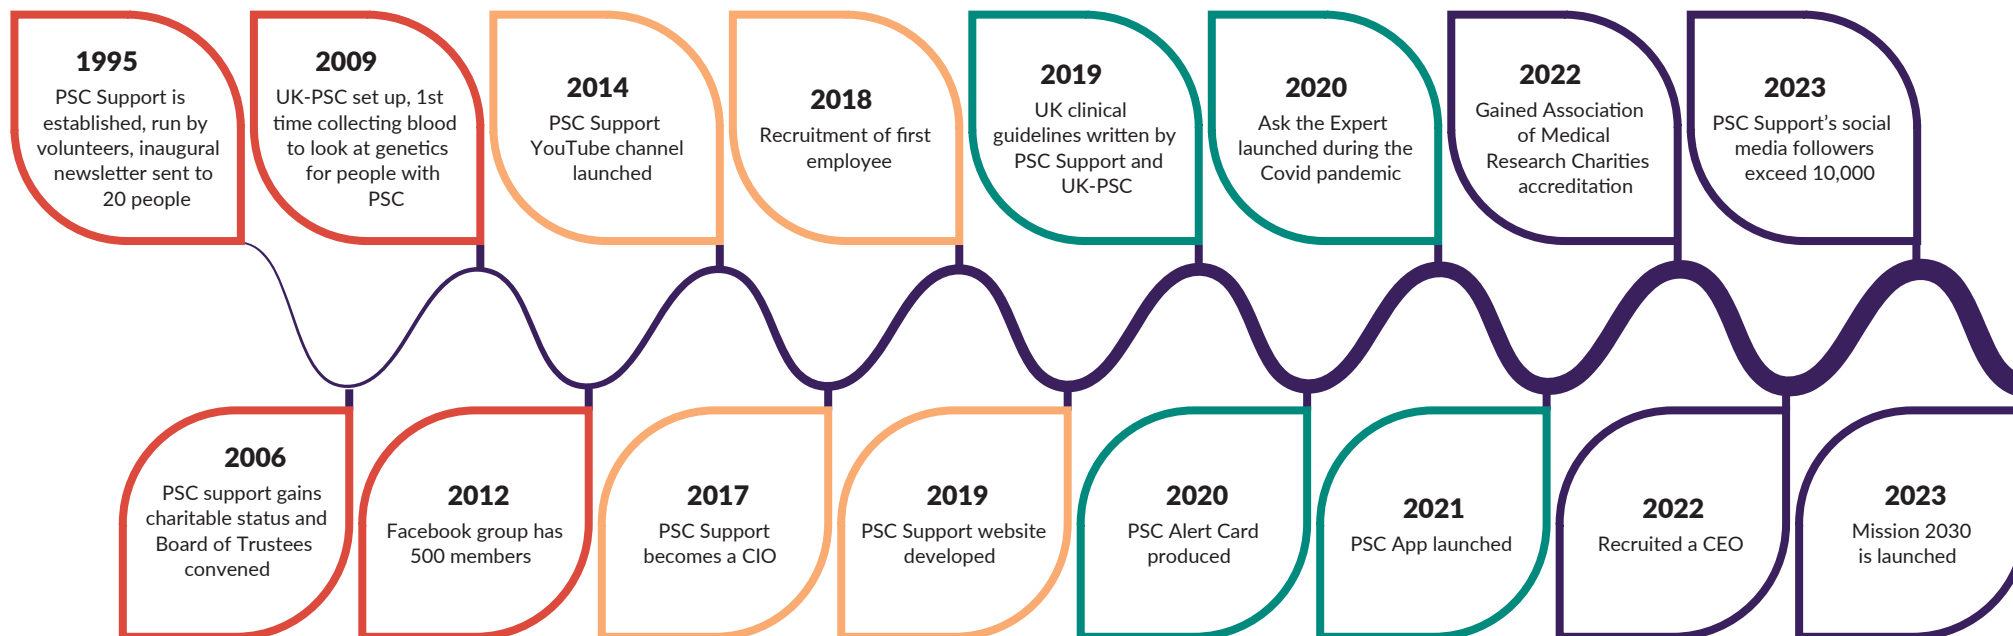 1995
PSC Support is
established, run by
volunteers, inaugural
newsletter sent to
20 people
2009
UK-PSC set up, 1st
time collecting blood
to look at genetics
for people with
PSC
2014
PSC Support
YouTube channel
launched
2018
Recruitment of first
employee
2019
UK clinical
guidelines written by
PSC Support and
UK-PSC
2020
Ask the Expert
launched during the
Covid pandemic
2022
Gained Association
of Medical
Research Charities
accreditation
2023
PSC Support's social
media followers
exceed 10,000
2006
PSC support gains
charitable status and
Board of Trustees
convened
2012
Facebook group has
500 members
2017
PSC Support
becomes a CIO
2019
PSC Support website
developed
2020
PSC Alert Card
produced
2021
PSC App launched
2022
Recruited a CEO
2023
Mission 2030
is launched